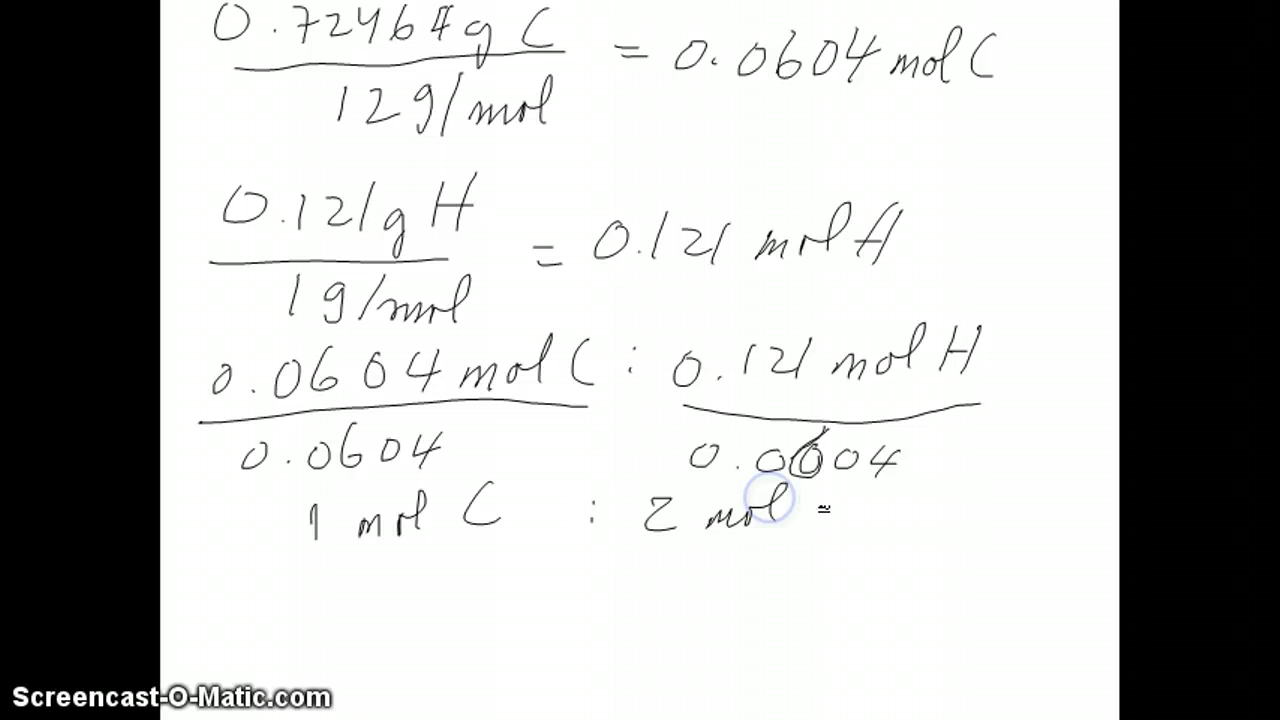 0.72464g C = 0.0604 mol C
12g/mol
0.121g H = 0.121 mol H
1g/mol
0.0604 mol C : 0.121 mol H
0.0604 0.0604
1 mol C : 2 mol
Screencast-O-Matic.com